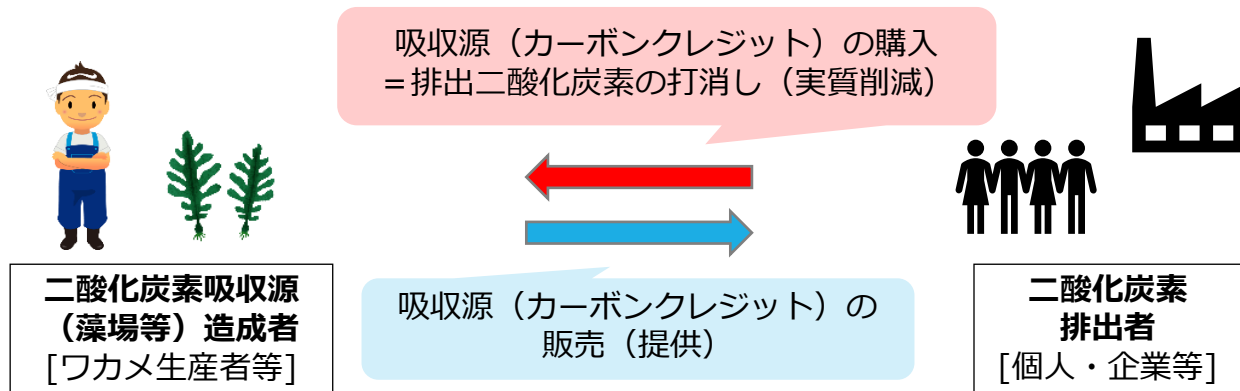 吸収源（カーボンクレジット）の購入
＝排出二酸化炭素の打消し（実質削減）
二酸化炭素吸収源
（藻場等）造成者
[ワカメ生産者等]
吸収源（カーボンクレジット）の
販売（提供）
二酸化炭素
排出者
[個人・企業等]